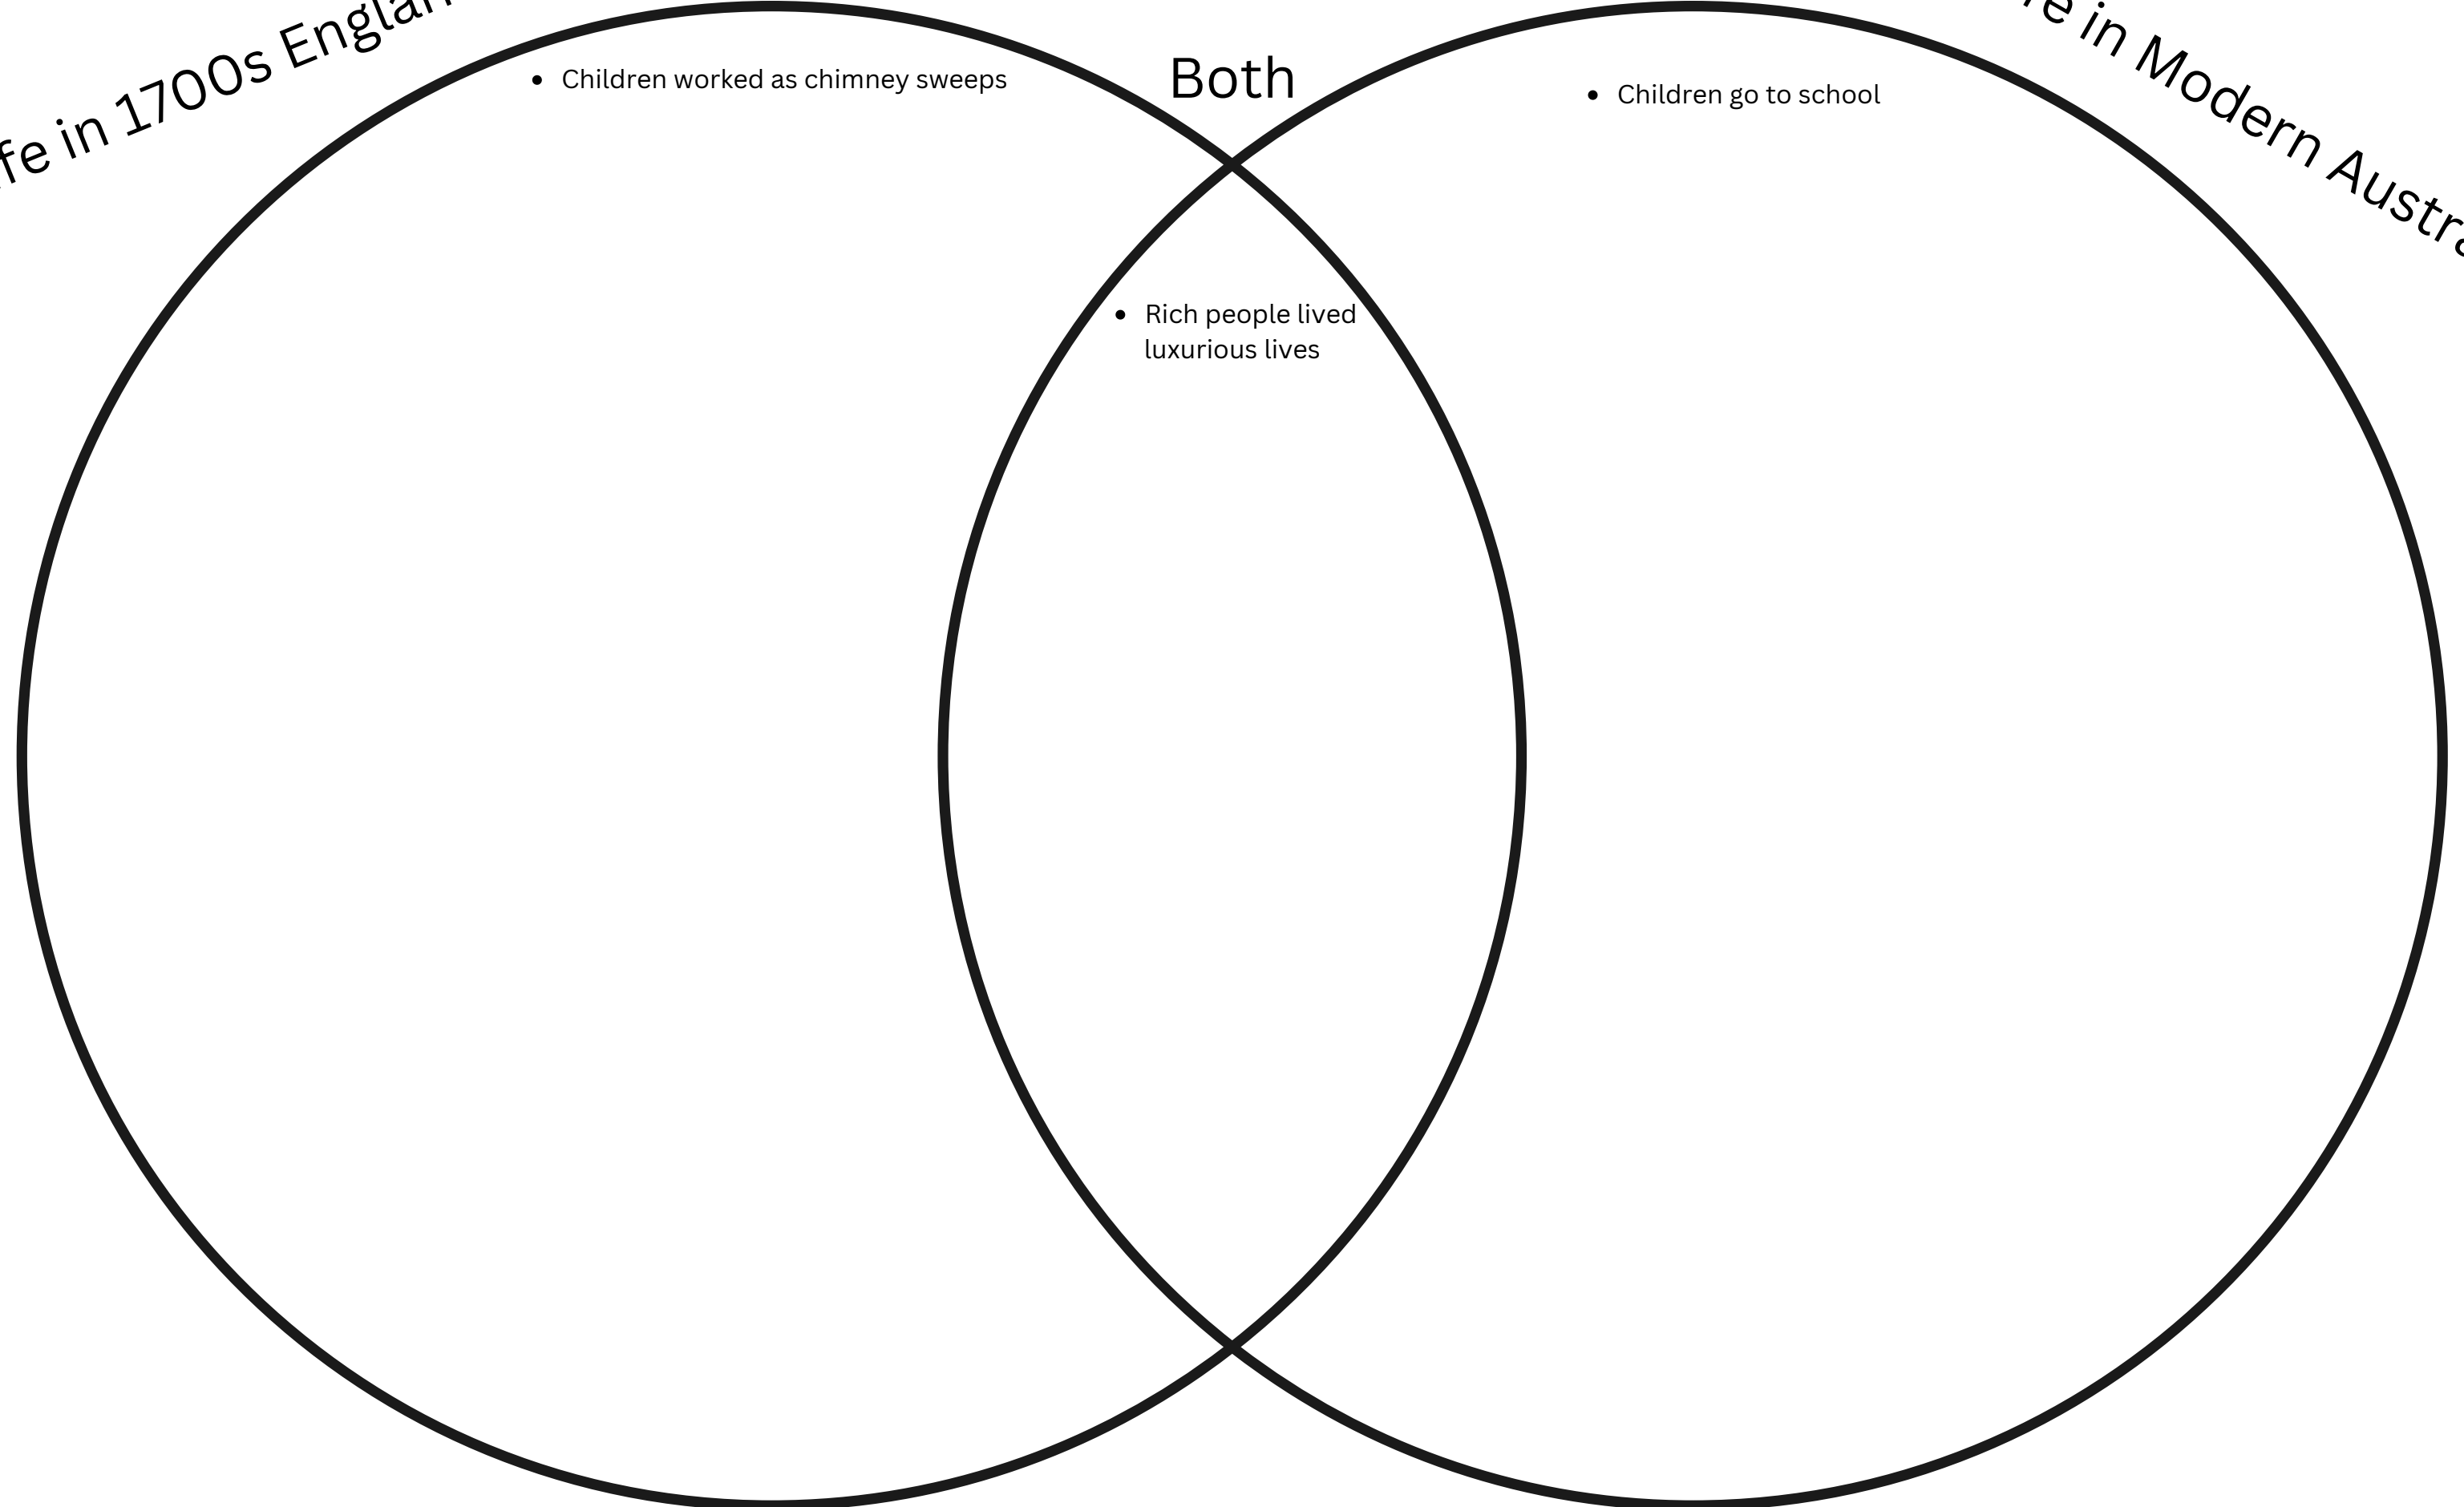 fe in 1700s Englan
Children worked as chimney sweeps
Both
Children go to school
e in Modern Austra
Rich people lived
luxurious lives